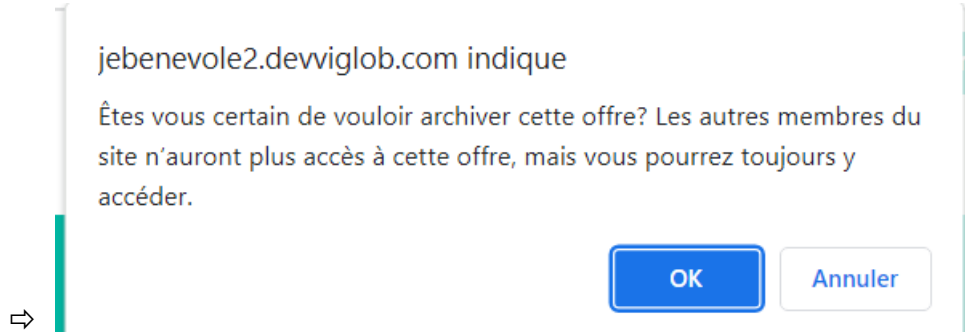 jebenevole2.devviglob.com indique
Êtes vous certain de vouloir archiver cette offre? Les autres membres du
site n’auront plus accès à cette offre, mais vous pourrez toujours y
accéder.
OK Annuler
⇨